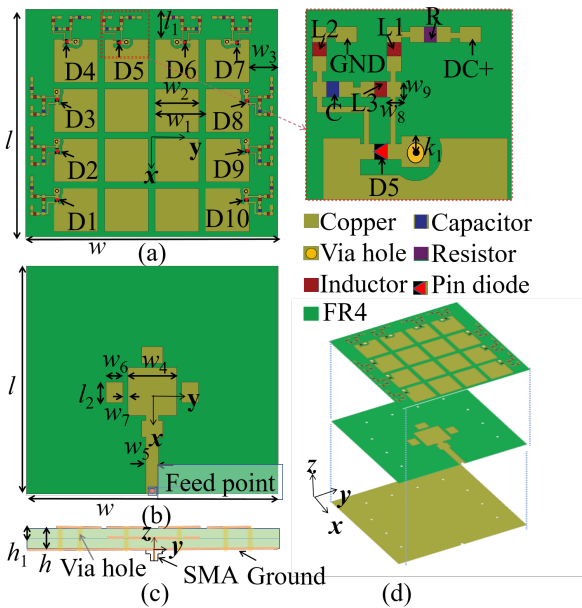 l₁
D4 D5 D6 D7
w₃
w₂
w₁
D3 D8
l
y
D2 D9
x
D1 D10
w
(a)
L2 L1 R
GND DC+
C L3 w₉
w₈
k₁
D5
Copper Capacitor
Via hole Resistor
Inductor Pin diode
FR4
l
w₆ w₄
l₂
y
w₇
x
w₅
Feed point
w
(b)
h₁ h
z
y
Via hole SMA Ground
(c)
z
y
x
(d)